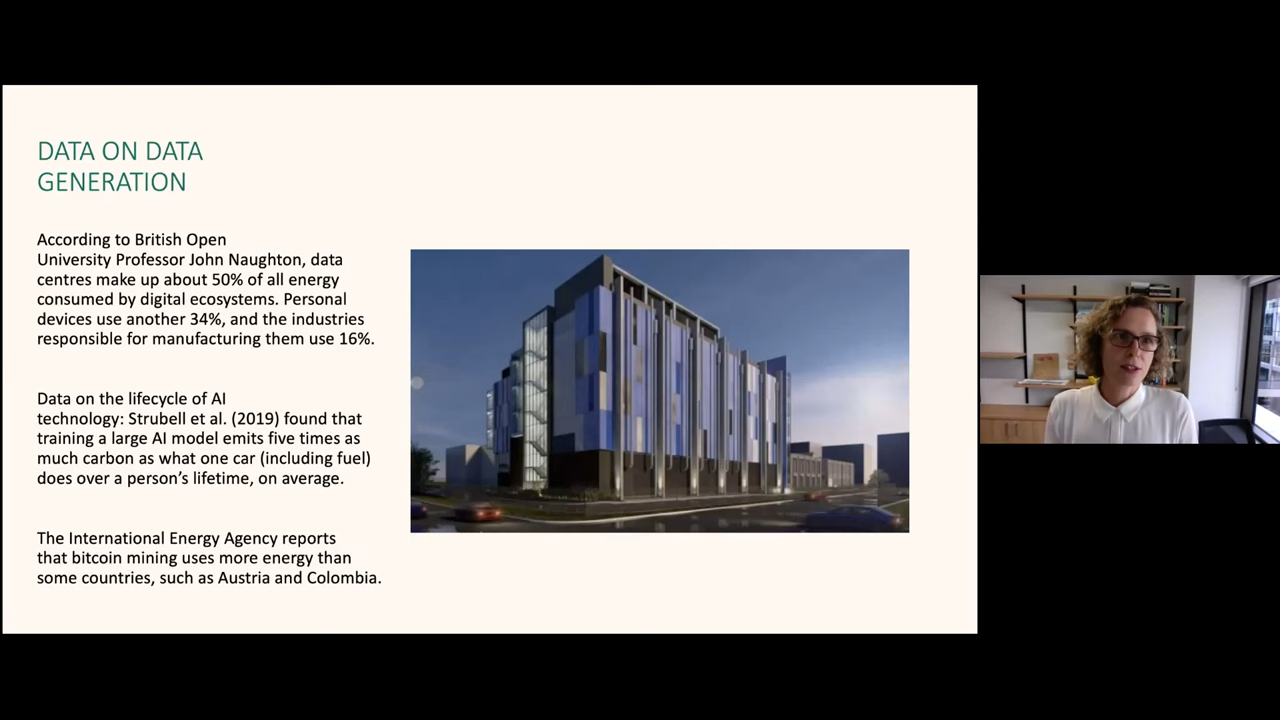 DATA ON DATA
GENERATION
According to British Open
University Professor John Naughton, data
centres make up about 50% of all energy
consumed by digital ecosystems. Personal
devices use another 34%, and the industries
responsible for manufacturing them use 16%.
Data on the lifecycle of AI
technology: Strubell et al. (2019) found that
training a large AI model emits five times as
much carbon as what one car (including fuel)
does over a person’s lifetime, on average.
The International Energy Agency reports
that bitcoin mining uses more energy than
some countries, such as Austria and Colombia.